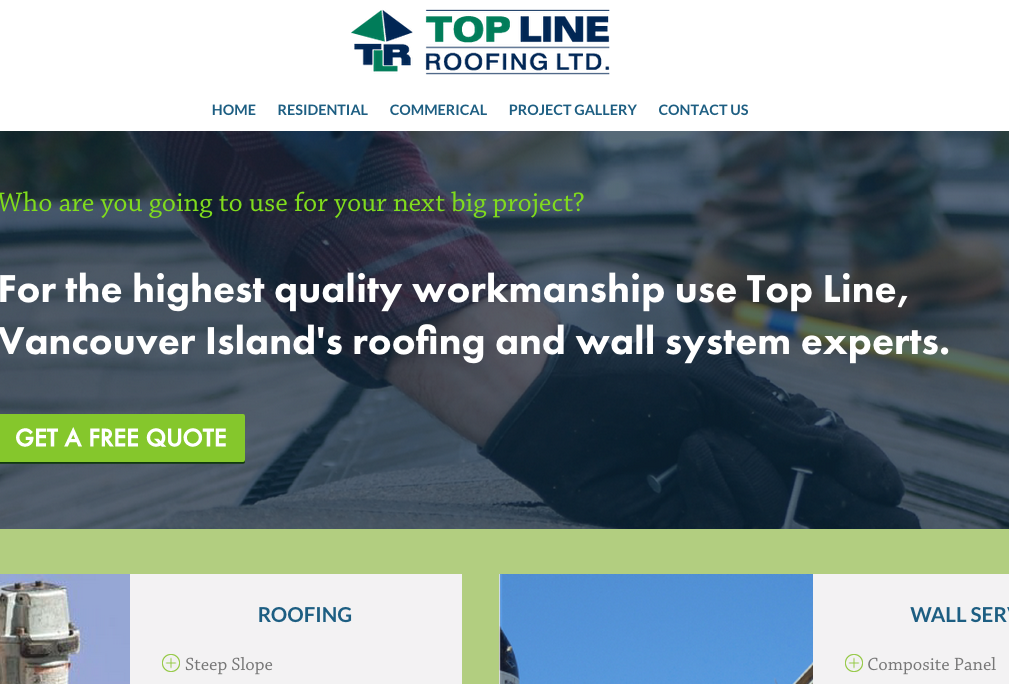 TOP LINE
TLR
ROOFING LTD.
HOME RESIDENTIAL COMMERICAL PROJECT GALLERY CONTACT US
Who are you going to use for your next big project?
For the highest quality workmanship use Top Line,
Vancouver Island's roofing and wall system experts.
GET A FREE QUOTE
ROOFING
Steep Slope
WALL SER
Composite Panel